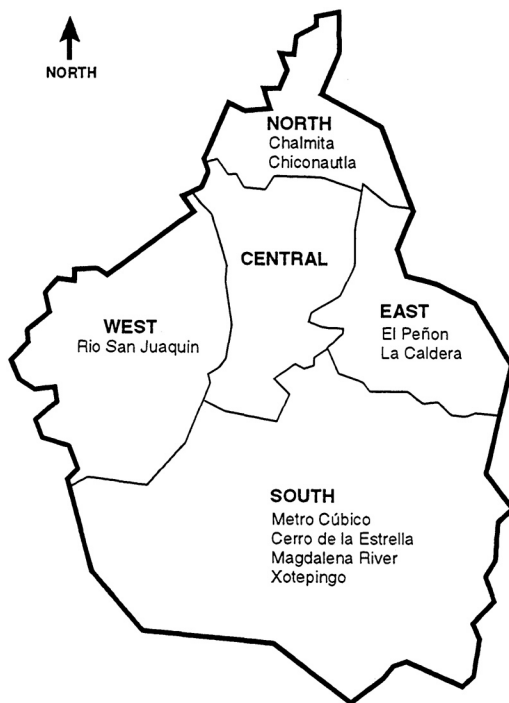 NORTH
NORTH
Chalmita
Chiconautla
CENTRAL
WEST
Rio San Juaquin
EAST
El Peñon
La Caldera
SOUTH
Metro Cúbico
Cerro de la Estrella
Magdalena River
Xotepingo